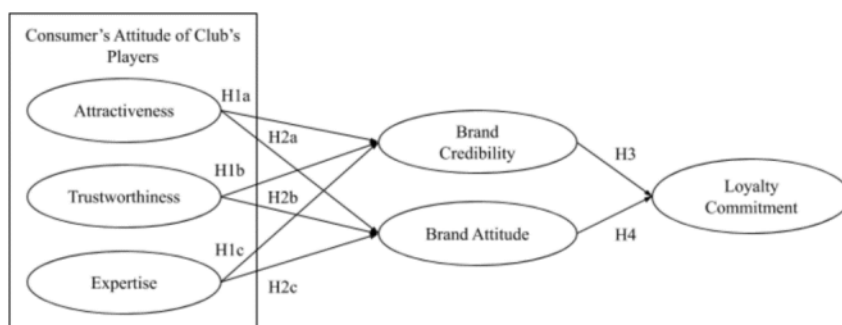 Consumer's Attitude of Club's
Players
Attractiveness
H1a
H2a
Brand
Credibility
H3
Trustworthiness
H1b
H2b
Loyalty
Commitment
Brand Attitude
H4
H1c
Expertise
H2c